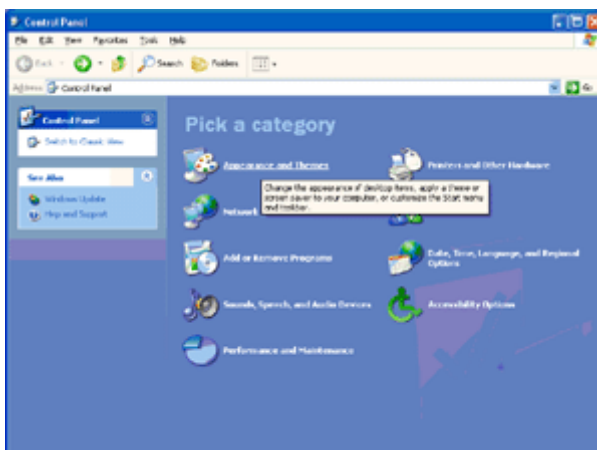 Control Panel
File Edit View Favorites Tools Help
Back Search Folders
Address Control Panel Go
Control Panel
Switch to Classic View
See Also
Windows Update
Help and Support
Pick a category
Appearance and Themes
Printers and Other Hardware
Change the appearance of desktop items, apply a theme or
screen saver to your computer, or customize the Start menu
and taskbar.
Network
Add or Remove Programs
Date, Time, Language, and Regional
Options
Sounds, Speech, and Audio Devices
Accessibility Options
Performance and Maintenance